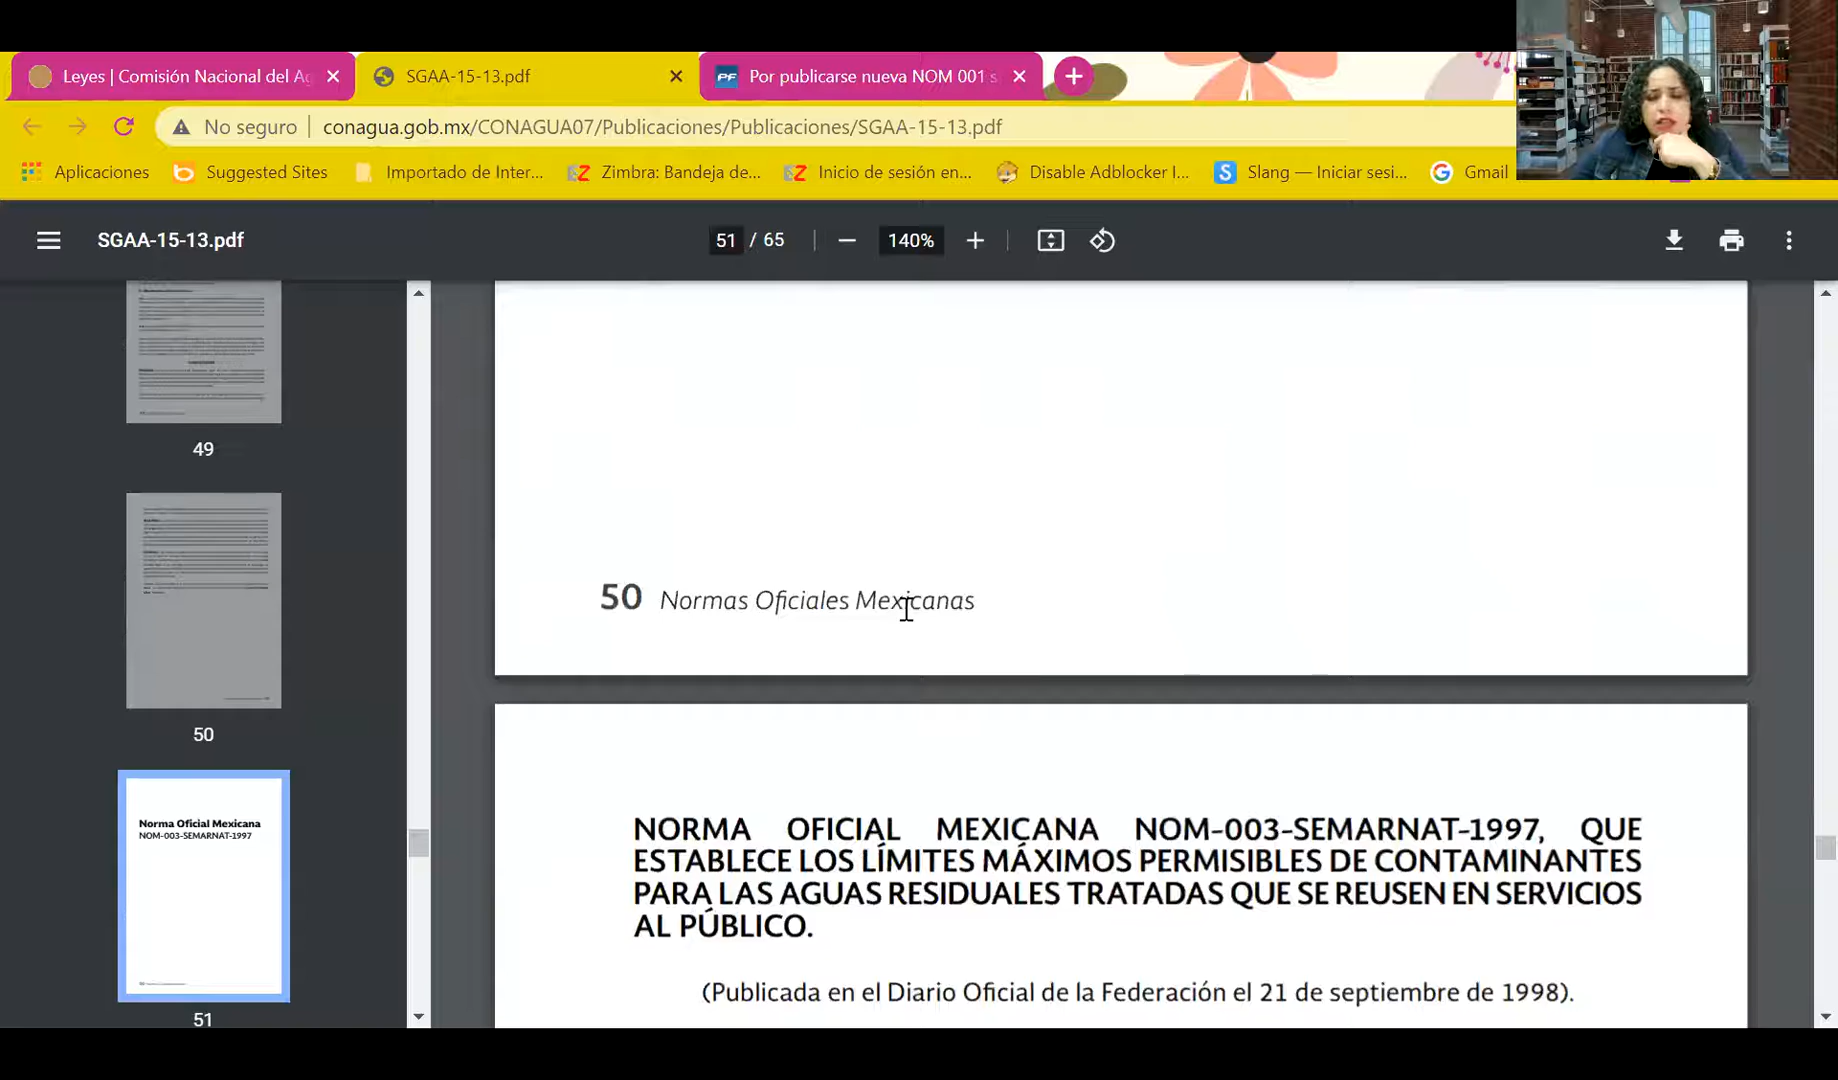 Leyes | Comisión Nacional del Ag
SGAA-15-13.pdf
Por publicarse nueva NOM 001 s
No seguro
conagua.gob.mx/CONAGUA07/Publicaciones/Publicaciones/SGAA-15-13.pdf
Aplicaciones
Suggested Sites
Importado de Inter...
Zimbra: Bandeja de...
Inicio de sesión en...
Disable Adblocker I...
Slang — Iniciar sesi...
Gmail
SGAA-15-13.pdf
51 / 65
140%
49
50
Norma Oficial Mexicana
NOM-003-SEMARNAT-1997
51
50 Normas Oficiales Mexicanas
NORMA OFICIAL MEXICANA NOM-003-SEMARNAT-1997, QUE
ESTABLECE LOS LÍMITES MÁXIMOS PERMISIBLES DE CONTAMINANTES
PARA LAS AGUAS RESIDUALES TRATADAS QUE SE REUSEN EN SERVICIOS
AL PÚBLICO.
(Publicada en el Diario Oficial de la Federación el 21 de septiembre de 1998).